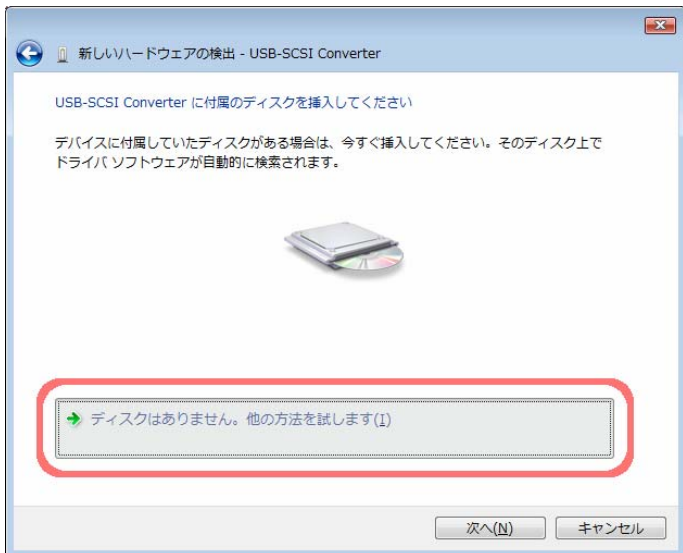 新しいハードウェアの検出 - USB-SCSI Converter
USB-SCSI Converter に付属のディスクを挿入してください
デバイスに付属していたディスクがある場合は、今すぐ挿入してください。そのディスク上で
ドライバ ソフトウェアが自動的に検索されます。
ディスクはありません。他の方法を試します(I)
次へ(N)
キャンセル